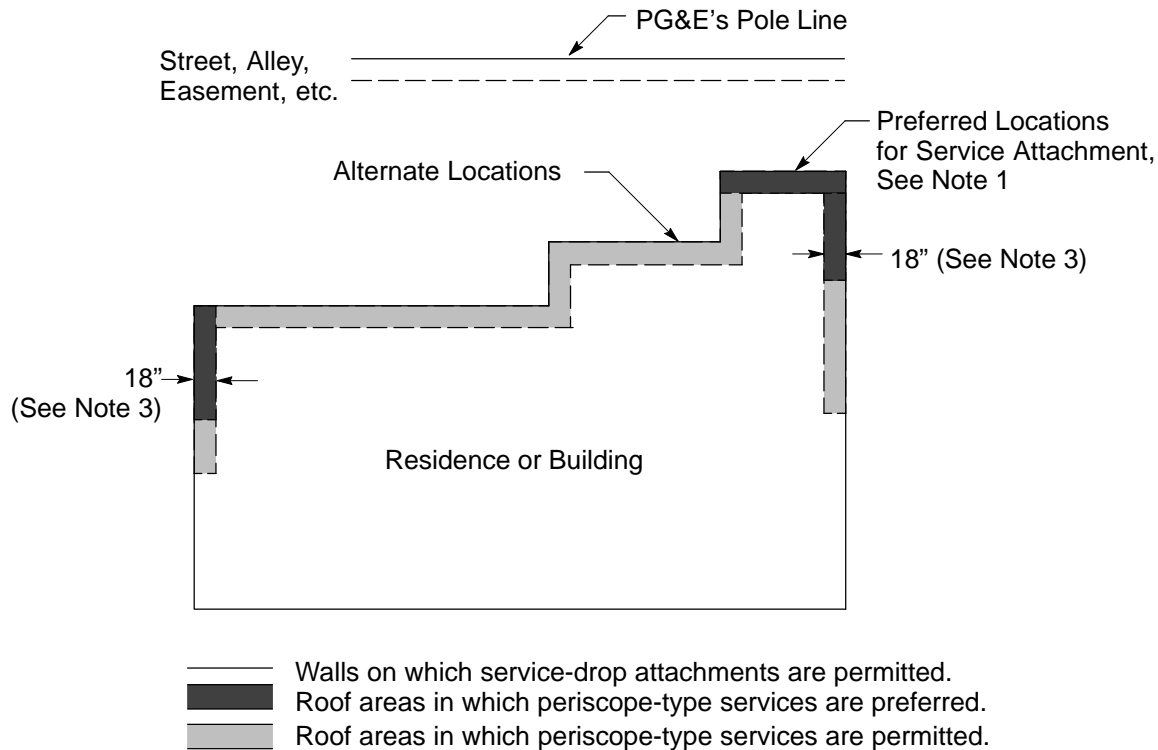 PG&E's Pole Line
Street, Alley,
Easement, etc.
Preferred Locations
for Service Attachment,
See Note 1
Alternate Locations
18” (See Note 3)
18”
(See Note 3)
Residence or Building
Walls on which service-drop attachments are permitted.
Roof areas in which periscope-type services are preferred.
Roof areas in which periscope-type services are permitted.